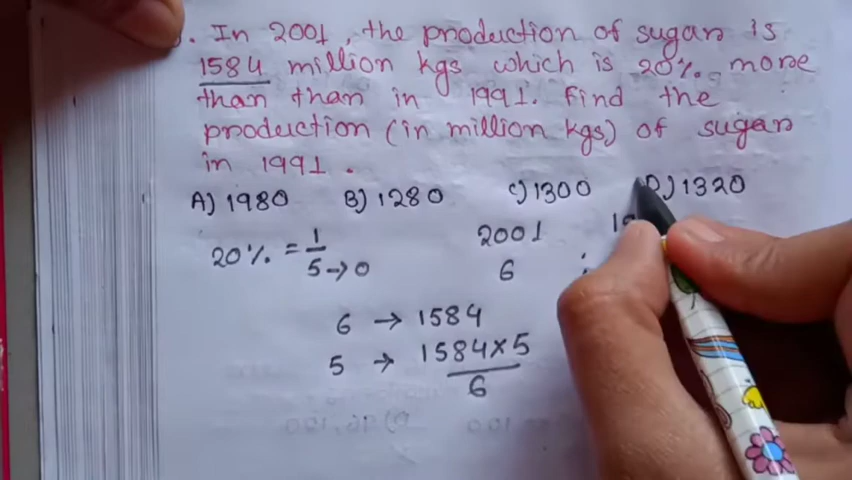 . In 2001, the production of sugar is
1584 million kgs which is 20% more
than than in 1991. Find the
production (in million kgs) of sugar
in 1991.
A) 1980 B) 1280 C) 1300 D) 1320
20% = 1/5 → 0
2001
6 :
6 → 1584
5 → 1584×5/6